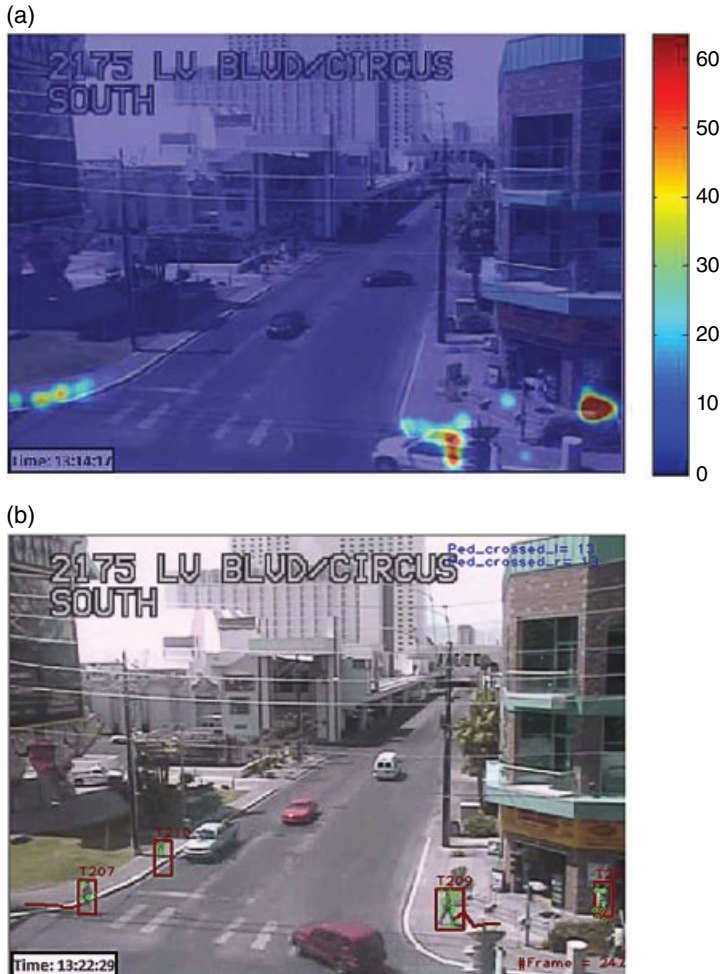 (a)
2175 LV BLVD/CIRCUS
SOUTH
Time: 13:14:17
60
50
40
30
20
10
0
(b)
2175 LV BLVD/CIRCUS
SOUTH
Ped_crossed_l= 13
Ped_crossed_r= 13
T210
T207
T209
Time: 13:22:29
#Frame =